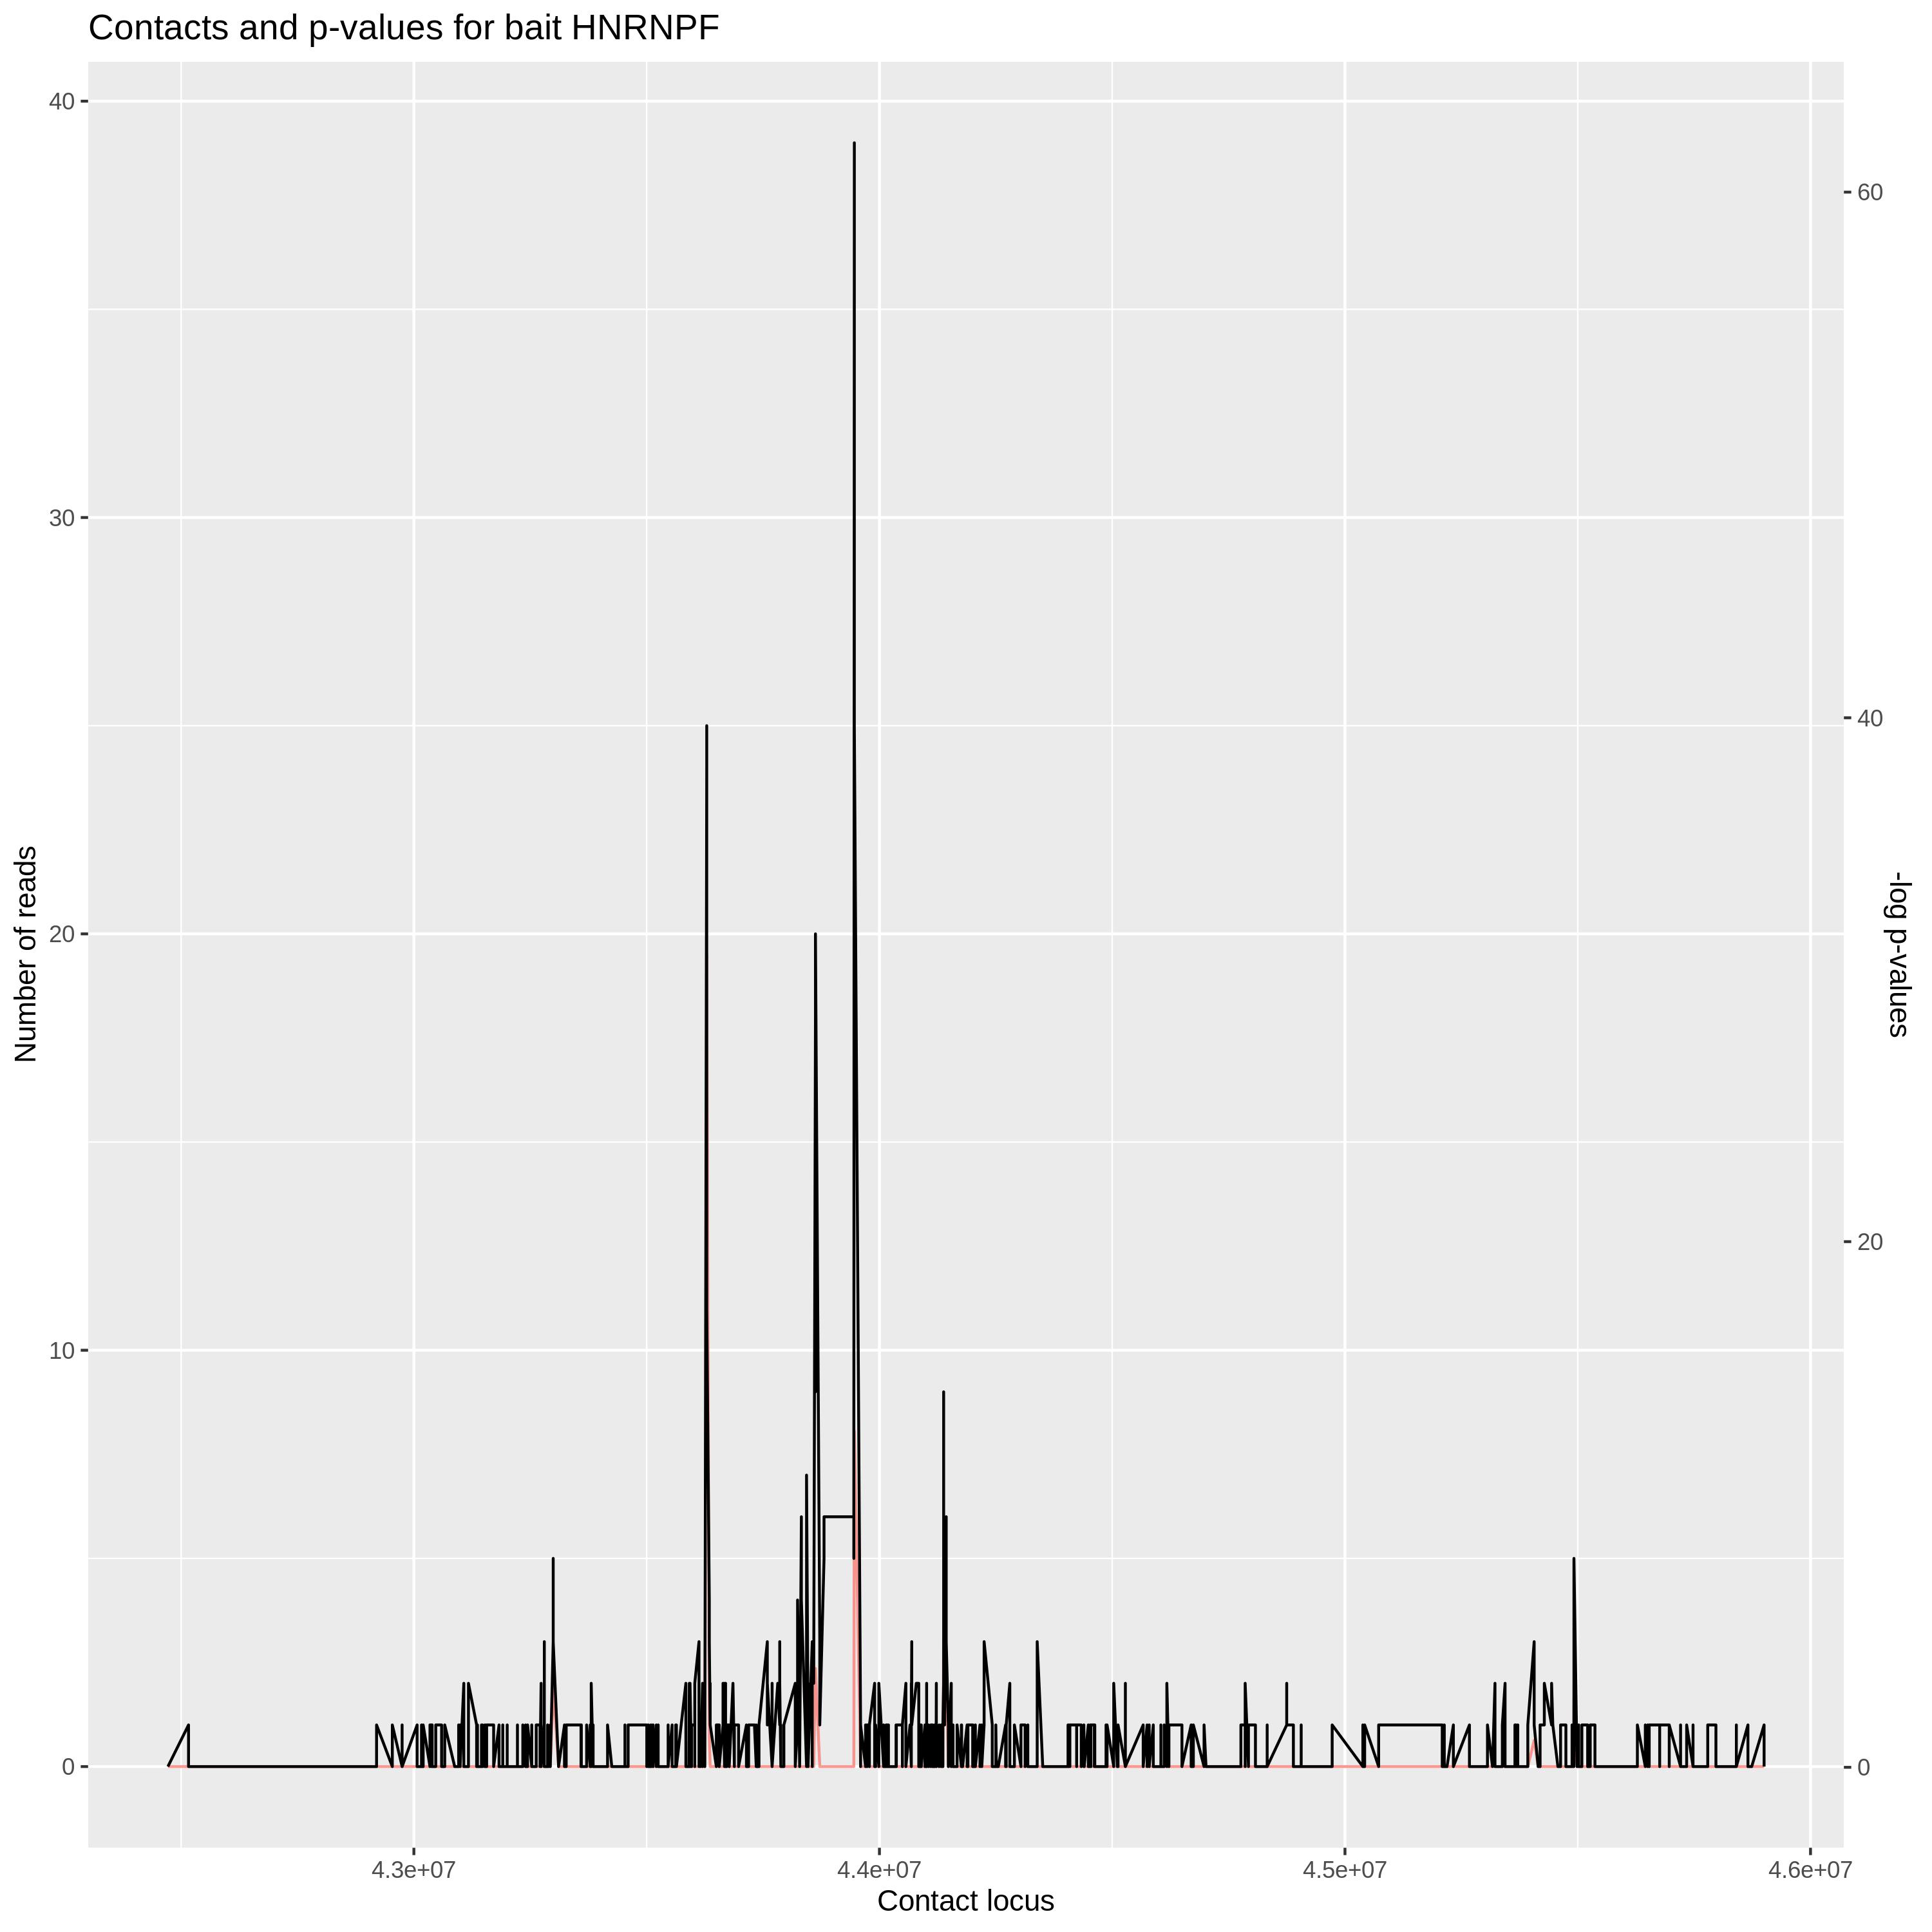 Contacts and p-values for bait HNRNPF
40
30
20
10
0
Number of reads
60
40
20
0
-log p-values
4.3e+07
4.4e+07
4.5e+07
4.6e+07
Contact locus